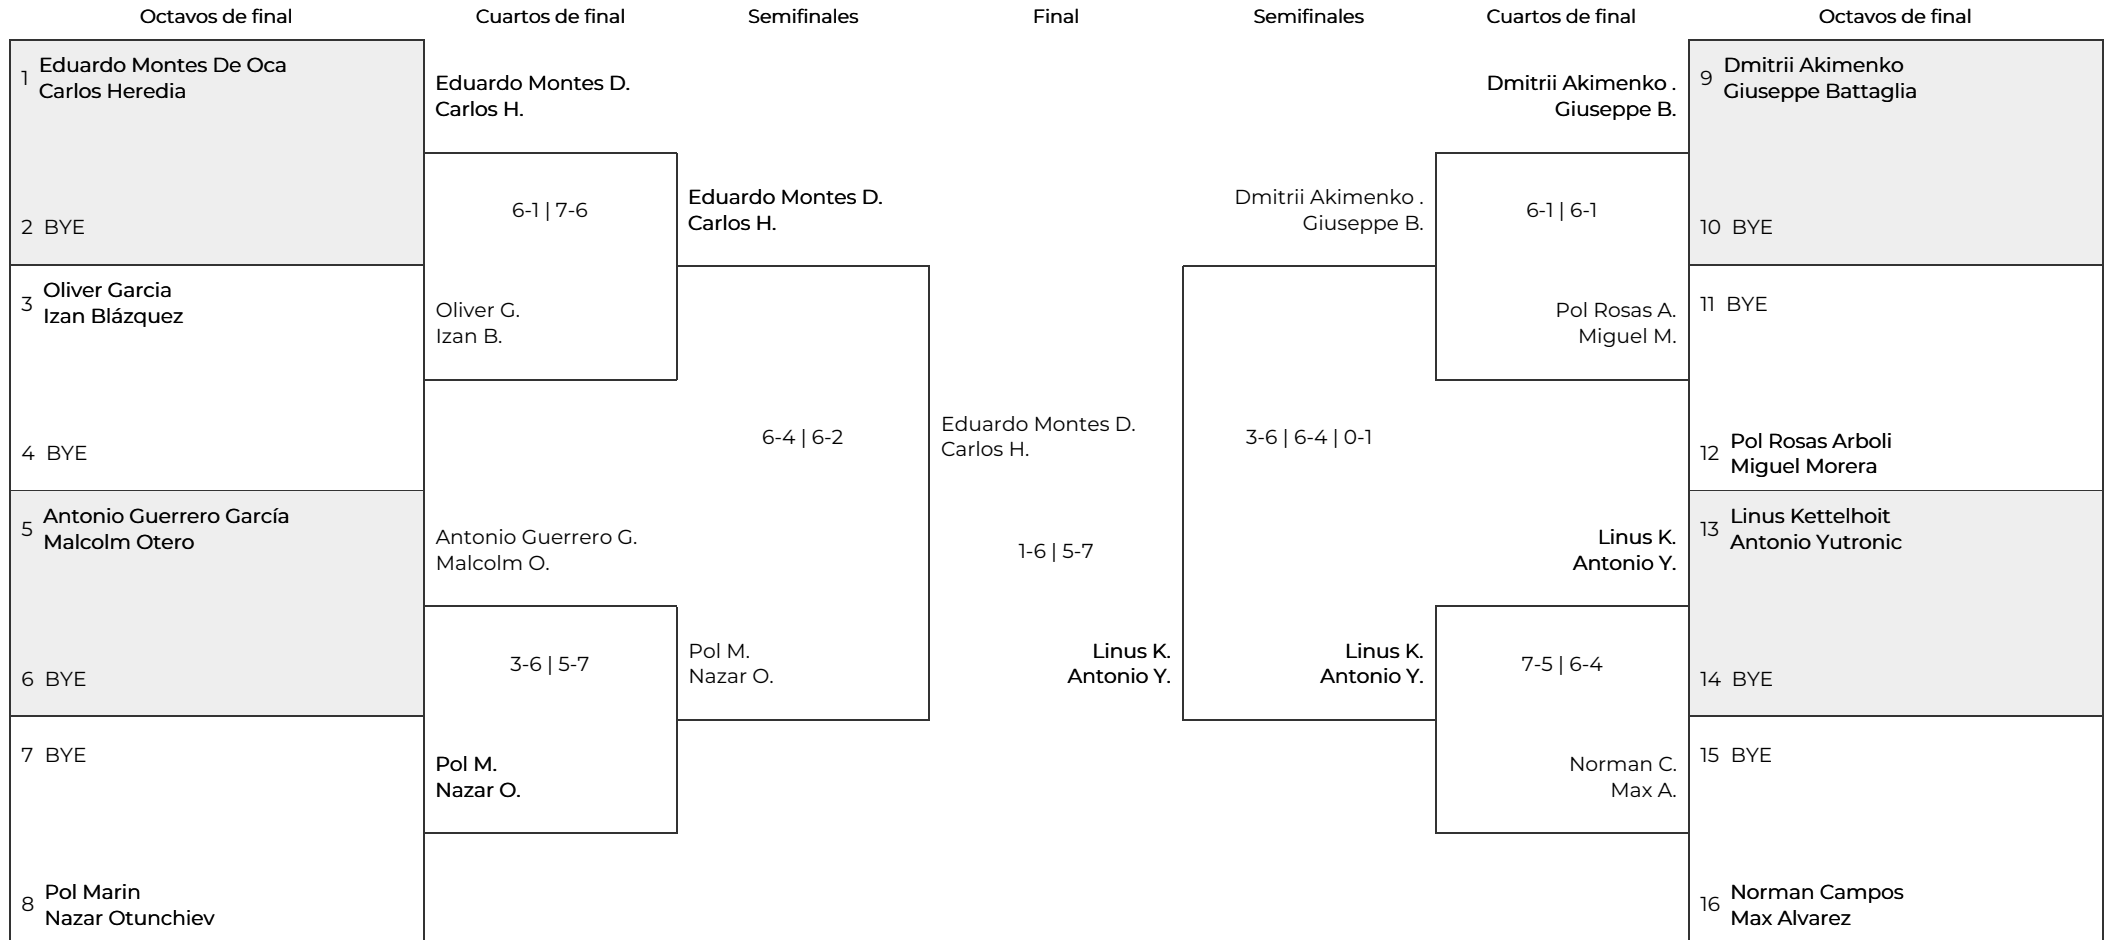 Octavos de final
Cuartos de final
Semifinales
Final
Semifinales
Cuartos de final
Octavos de final
1 Eduardo Montes De Oca
Carlos Heredia
2 BYE
3 Oliver Garcia
Izan Blázquez
4 BYE
5 Antonio Guerrero García
Malcolm Otero
6 BYE
7 BYE
8 Pol Marin
Nazar Otunchiev
Eduardo Montes D.
Carlos H.
6-1 | 7-6
Oliver G.
Izan B.
Antonio Guerrero G.
Malcolm O.
3-6 | 5-7
Pol M.
Nazar O.
Eduardo Montes D.
Carlos H.
6-4 | 6-2
Pol M.
Nazar O.
Eduardo Montes D.
Carlos H.
1-6 | 5-7
Linus K.
Antonio Y.
Dmitrii Akimenko .
Giuseppe B.
3-6 | 6-4 | 0-1
Linus K.
Antonio Y.
Dmitrii Akimenko .
Giuseppe B.
6-1 | 6-1
Pol Rosas A.
Miguel M.
Linus K.
Antonio Y.
7-5 | 6-4
Norman C.
Max A.
9 Dmitrii Akimenko
Giuseppe Battaglia
10 BYE
11 BYE
12 Pol Rosas Arboli
Miguel Morera
13 Linus Kettelhoit
Antonio Yutronic
14 BYE
15 BYE
16 Norman Campos
Max Alvarez